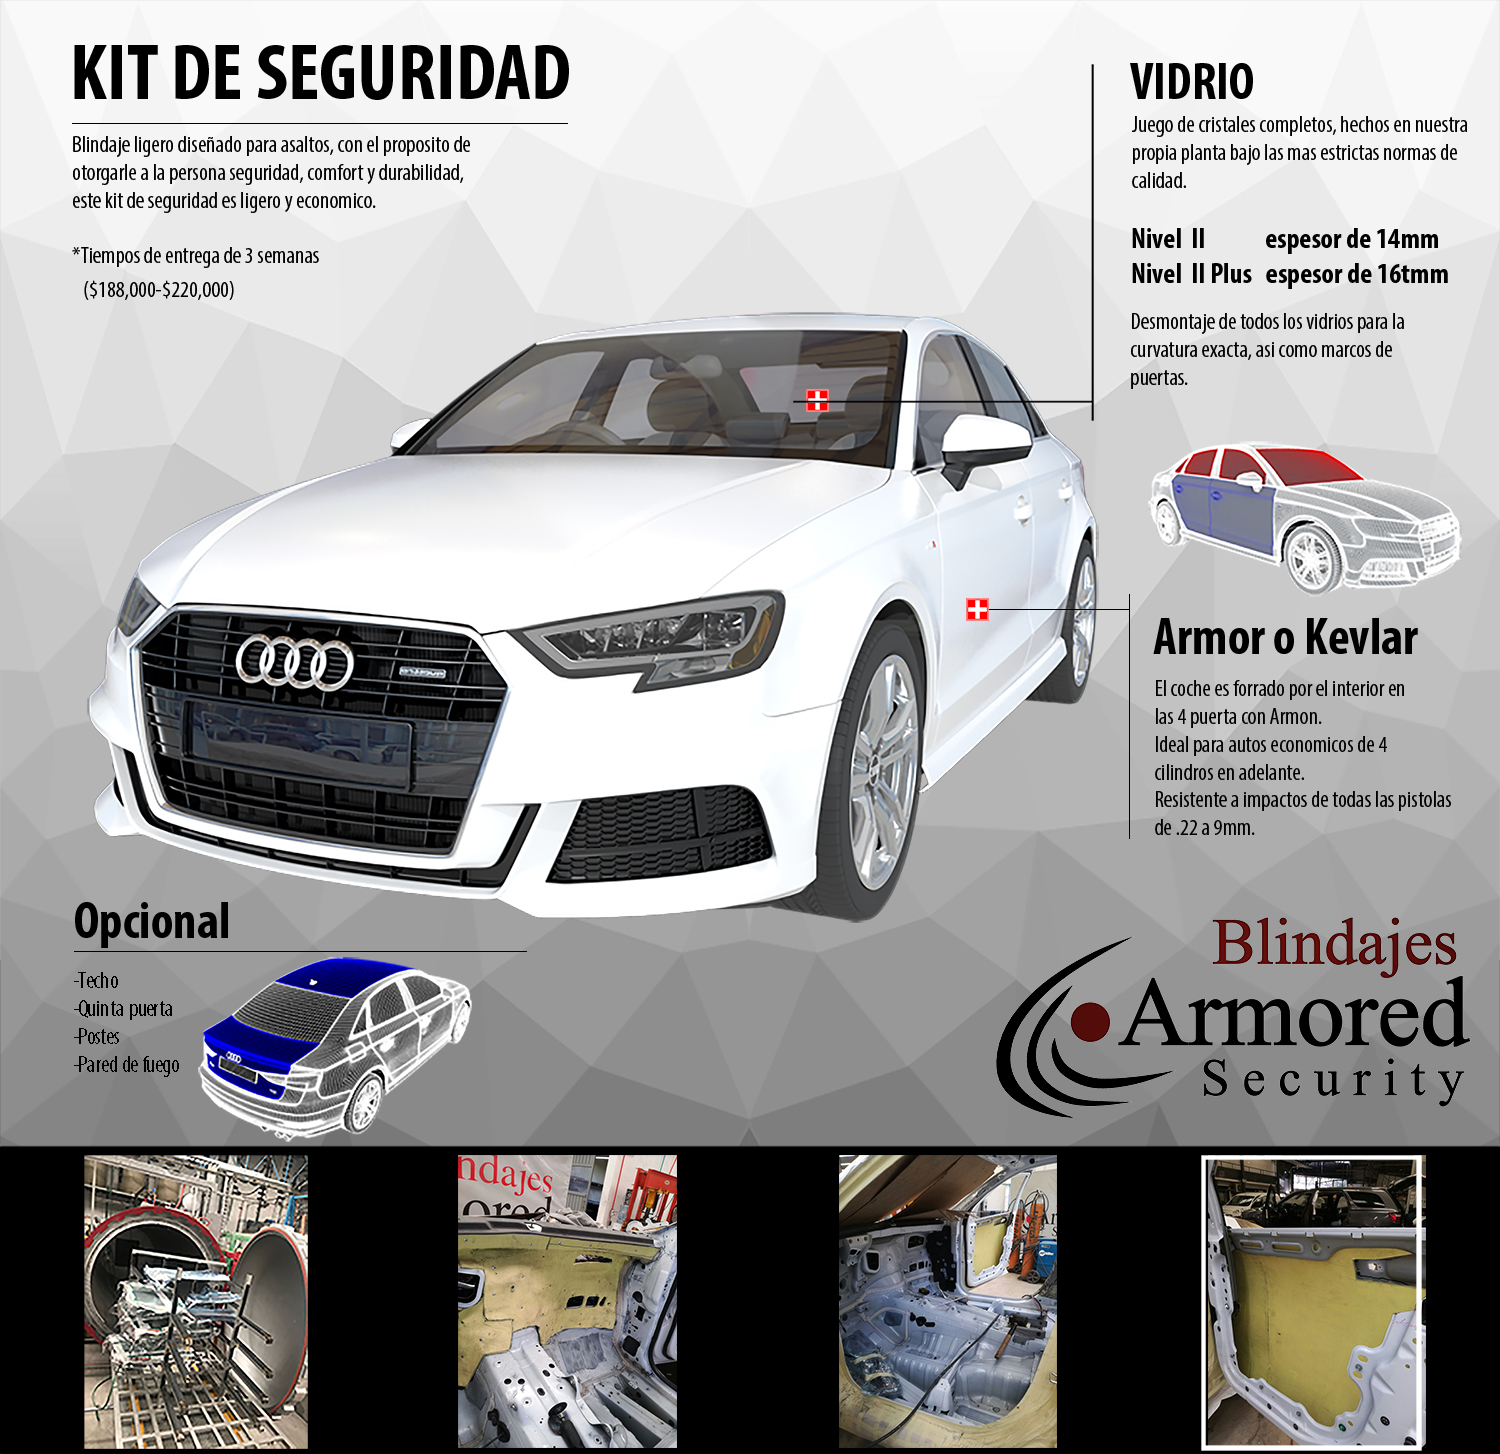 KIT DE SEGURIDAD
Blindaje ligero diseñado para asaltos, con el proposito de
otorgarle a la persona seguridad, comfort y durabilidad,
este kit de seguridad es ligero y economico.
*Tiempos de entrega de 3 semanas
($188,000-$220,000)
VIDRIO
Juego de cristales completos, hechos en nuestra
propia planta bajo las mas estrictas normas de
calidad.
Nivel II espesor de 14mm
Nivel II Plus espesor de 16tmm
Desmontaje de todos los vidrios para la
curvatura exacta, asi como marcos de
puertas.
Armor o Kevlar
El coche es forrado por el interior en
las 4 puerta con Armon.
Ideal para autos economicos de 4
cilindros en adelante.
Resistente a impactos de todas las pistolas
de .22 a 9mm.
Opcional
-Techo
-Quinta puerta
-Postes
-Pared de fuego
Blindajes
Armored
Security
ndajes
ored